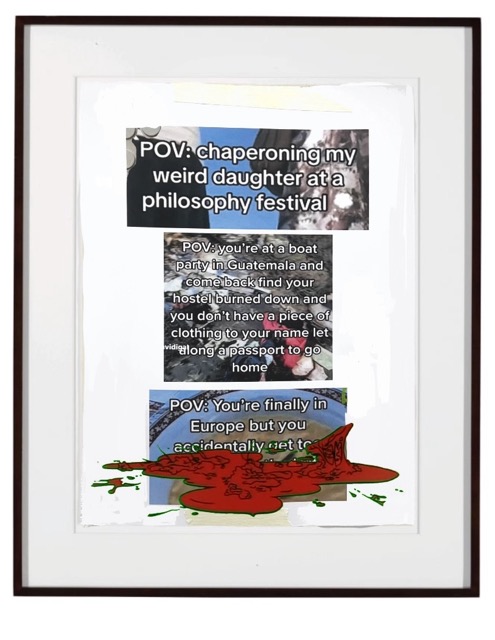 POV: chaperoning my
weird daughter at a
philosophy festival
POV: you're at a boat
party in Guatemala and
come back find your
hostel burned down and
you don't have a piece of
clothing to your name let
along a passport to go
home
POV: You're finally in
Europe but you
accidentally get